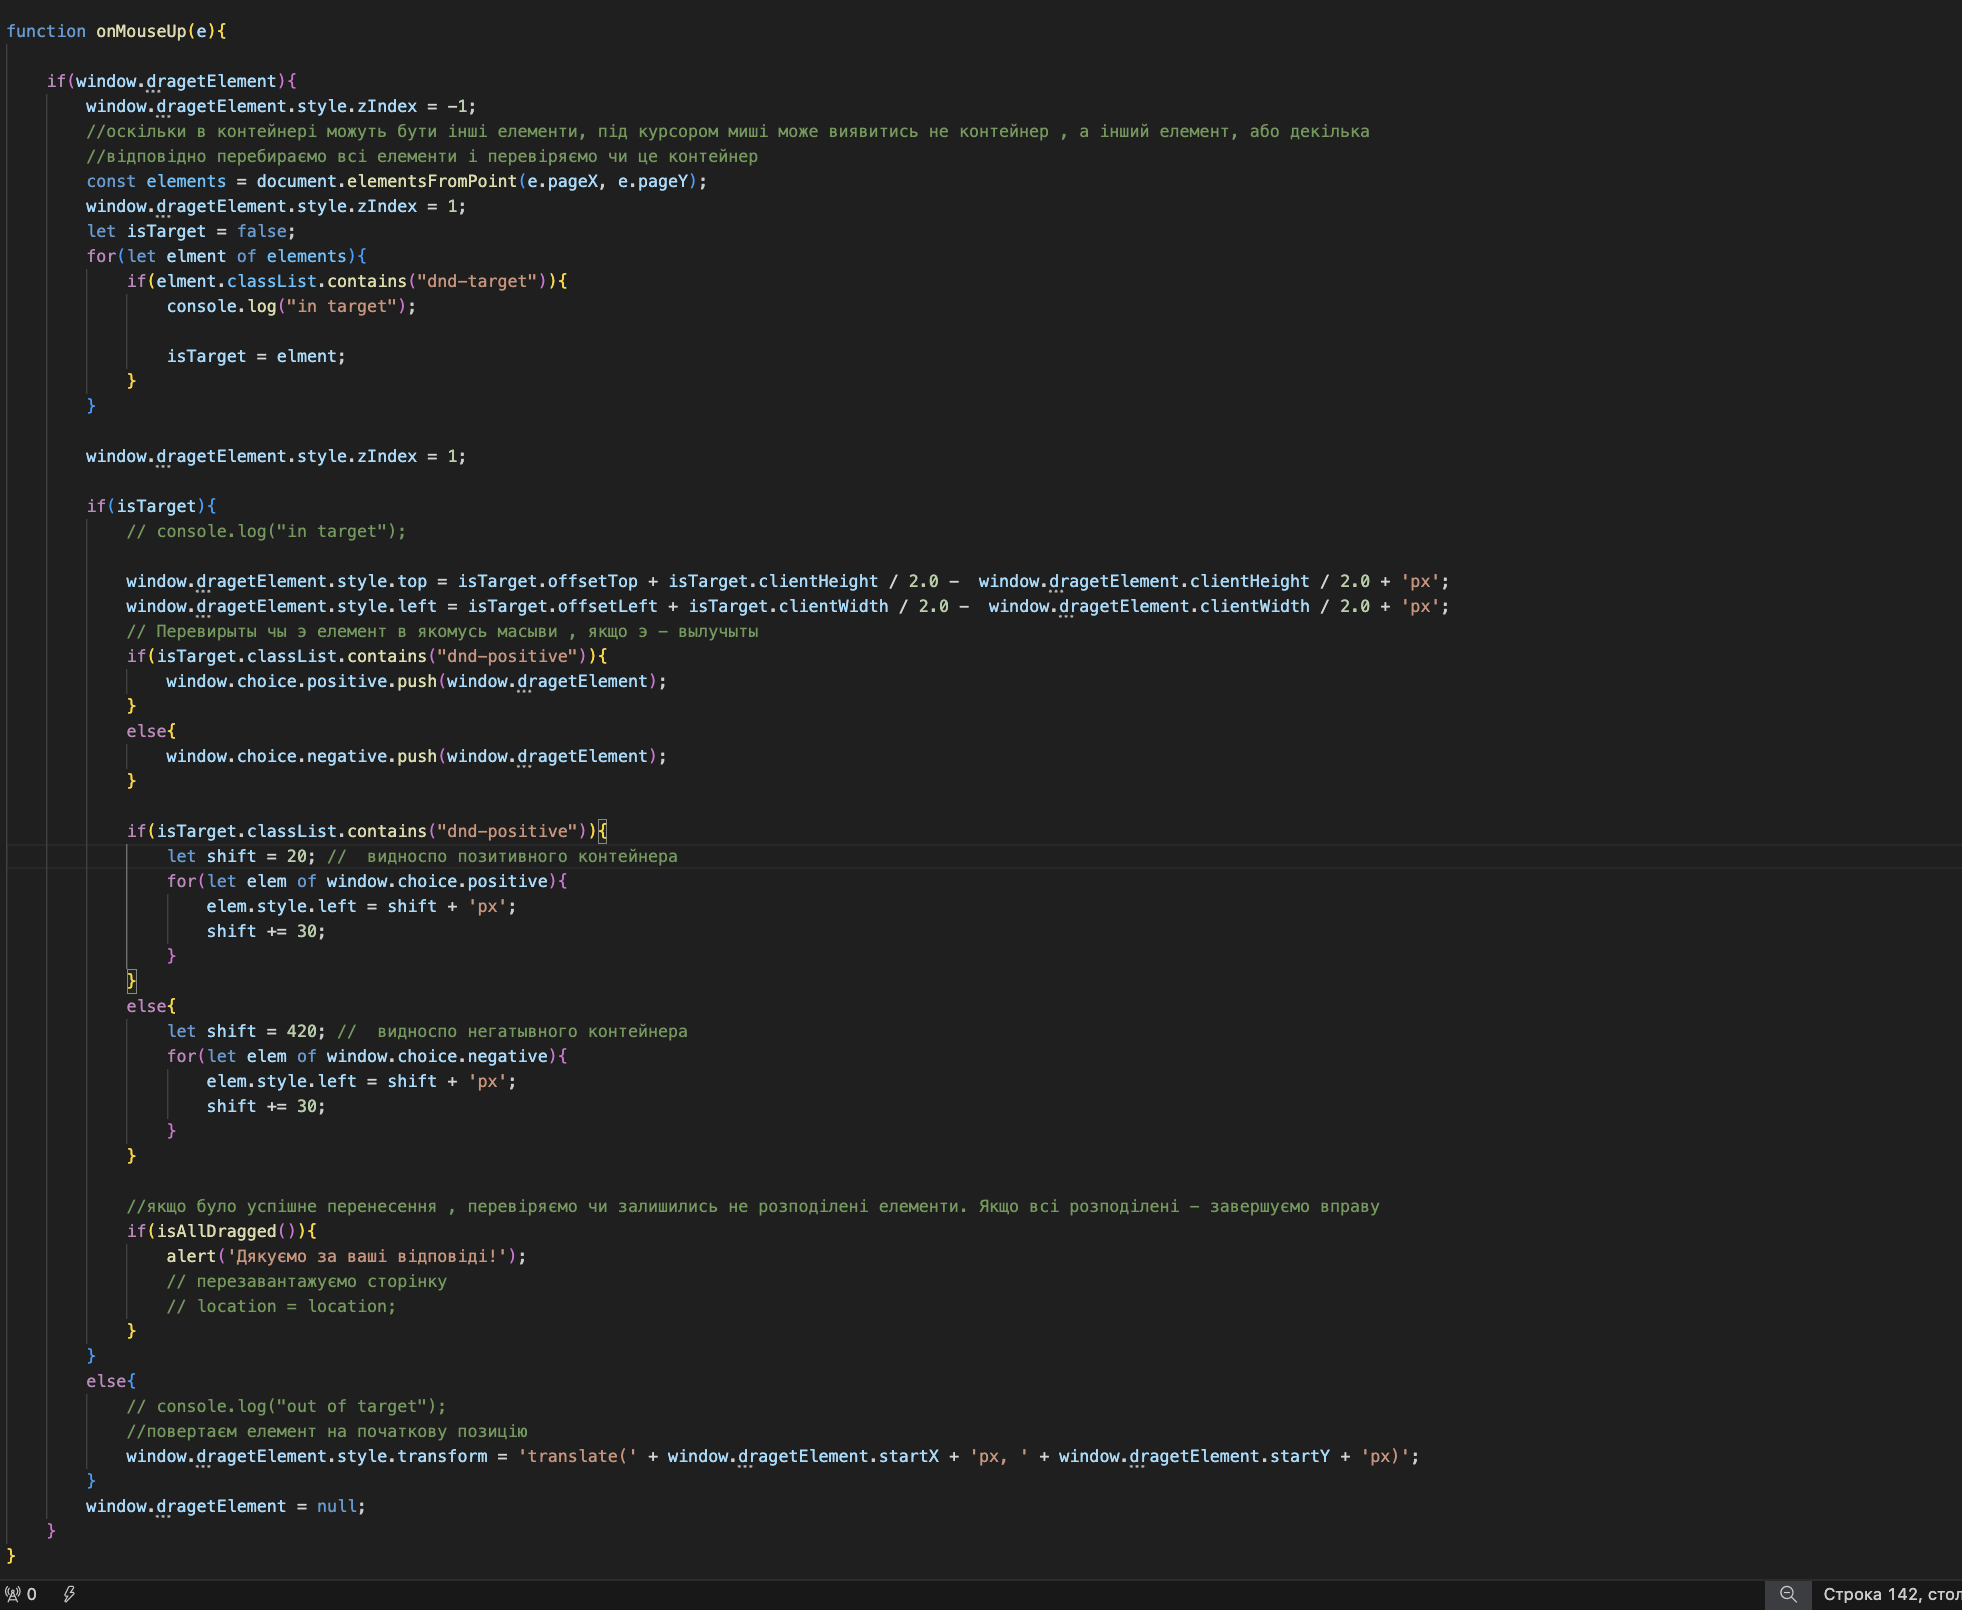 function onMouseUp(e){
if(window.dragetElement){
window.dragetElement.style.zIndex = -1;
//оскільки в контейнері можуть бути інші елементи, під курсором миші може виявитись не контейнер , а інший елемент, або декілька
//відповідно перебираємо всі елементи і перевіряємо чи це контейнер
const elements = document.elementsFromPoint(e.pageX, e.pageY);
window.dragetElement.style.zIndex = 1;
let isTarget = false;
for(let elment of elements){
if(elment.classList.contains("dnd-target")){
console.log("in target");
isTarget = elment;
}
}
window.dragetElement.style.zIndex = 1;
if(isTarget){
// console.log("in target");
window.dragetElement.style.top = isTarget.offsetTop + isTarget.clientHeight / 2.0 -  window.dragetElement.clientHeight / 2.0 + 'px';
window.dragetElement.style.left = isTarget.offsetLeft + isTarget.clientWidth / 2.0 -  window.dragetElement.clientWidth / 2.0 + 'px';
// Перевирыты чы э елемент в якомусь масыви , якщо э - вылучыты
if(isTarget.classList.contains("dnd-positive")){
window.choice.positive.push(window.dragetElement);
}
else{
window.choice.negative.push(window.dragetElement);
}
if(isTarget.classList.contains("dnd-positive")){
let shift = 20; //  видноспо позитивного контейнера
for(let elem of window.choice.positive){
elem.style.left = shift + 'px';
shift += 30;
}
}
else{
let shift = 420; //  видноспо негатывного контейнера
for(let elem of window.choice.negative){
elem.style.left = shift + 'px';
shift += 30;
}
}
//якщо було успішне перенесення , перевіряємо чи залишились не розподілені елементи. Якщо всі розподілені - завершуємо вправу
if(isAllDragged()){
alert('Дякуємо за ваші відповіді!');
// перезавантажуємо сторінку
// location = location;
}
}
else{
// console.log("out of target");
//повертаєм елемент на початкову позицію
window.dragetElement.style.transform = 'translate(' + window.dragetElement.startX + 'px, ' + window.dragetElement.startY + 'px)';
}
window.dragetElement = null;
}
}
0 Строка 142, стол